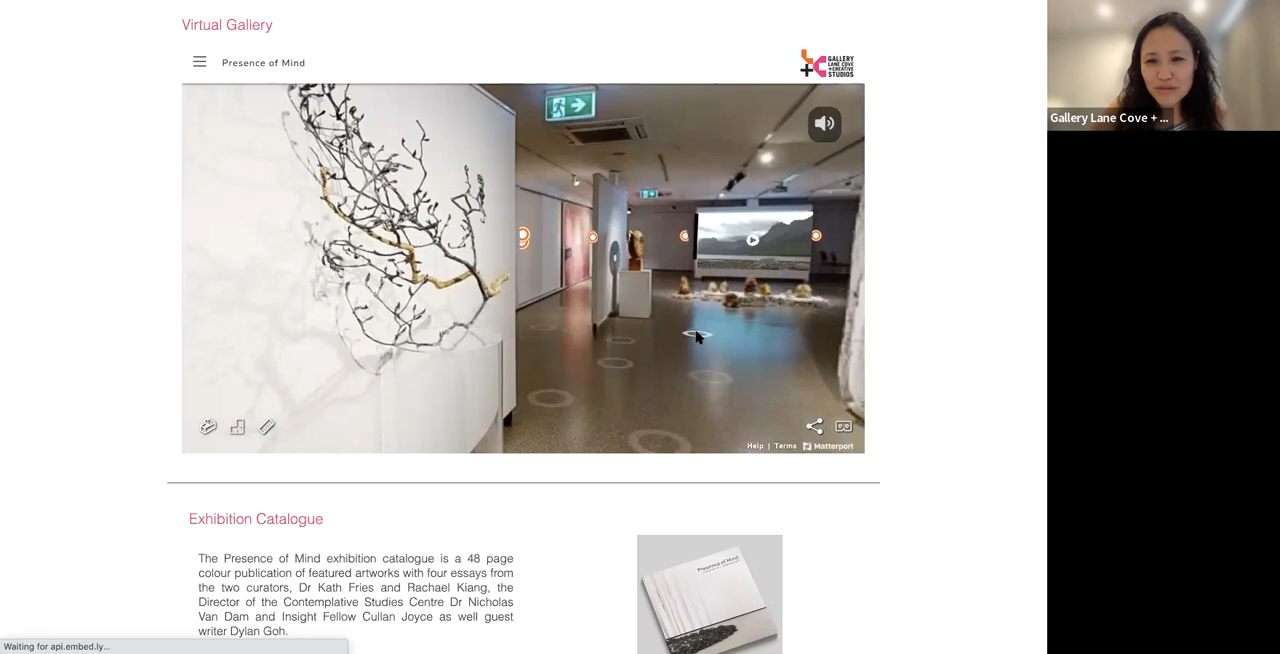 Virtual Gallery
Presence of Mind
GALLERY
LANE COVE
+CREATIVE
STUDIOS
Gallery Lane Cove + ...
Help | Terms Matterport
Exhibition Catalogue
The Presence of Mind exhibition catalogue is a 48 page
colour publication of featured artworks with four essays from
the two curators, Dr Kath Fries and Rachael Kiang, the
Director of the Contemplative Studies Centre Dr Nicholas
Van Dam and Insight Fellow Cullan Joyce as well guest
writer Dylan Goh.
Presence of Mind
Waiting for api.embed.ly...